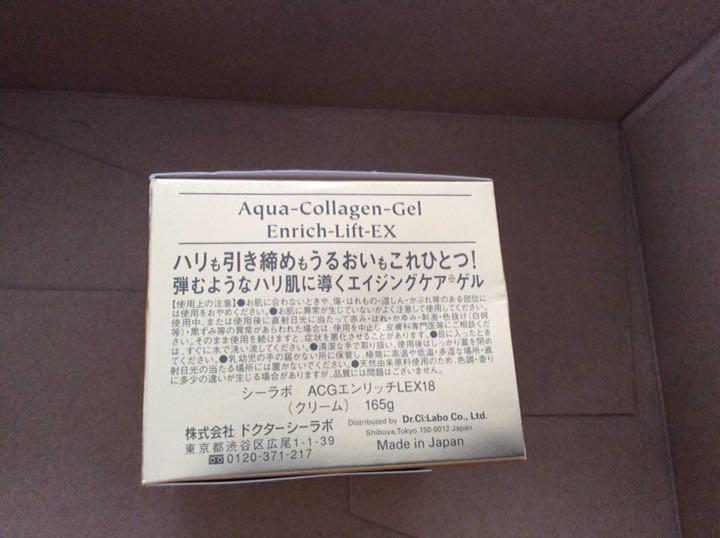 Aqua-Collagen-Gel
Enrich-Lift-EX
ハリも引き締めもうるおいもこれひとつ!
弾むようなハリ肌に導くエイジングケア※ゲル
【使用上の注意】●お肌に合わないときや、傷・はれもの・湿しん・かぶれ等のある部位に
は使用をおやめください。●お肌に異常が生じていないかよく注意して使用してください。
使用中、または使用後に直射日光に当たって赤み・はれ・かゆみ・刺激・色抜け(白斑
等)・黒ずみ等の異常があらわれた場合は、使用を中止し、皮膚科専門医等にご相談くだ
さい。そのまま使用を続けますと、症状を悪化させることがあります。●目に入ったとき
は、すぐに水で洗い流してください。●清潔な手で取り扱い、使用後はしっかり蓋を閉め
てください。●乳幼児の手の届かない所に保管し、極端に高温や低温・多湿な場所・直
射日光の当たる場所には置かないでください。●天然由来原料使用のため、色調・香り
に多少の違いが生じる場合がありますが、品質には問題はございません。
シーラボ ACGエンリッチLEX18
(クリーム) 165g
株式会社 ドクターシーラボ
東京都渋谷区広尾1-1-39
0120-371-217
Distributed by Dr.Ci:Labo Co., Ltd.
Shibuya,Tokyo 150-0012 Japan
Made in Japan